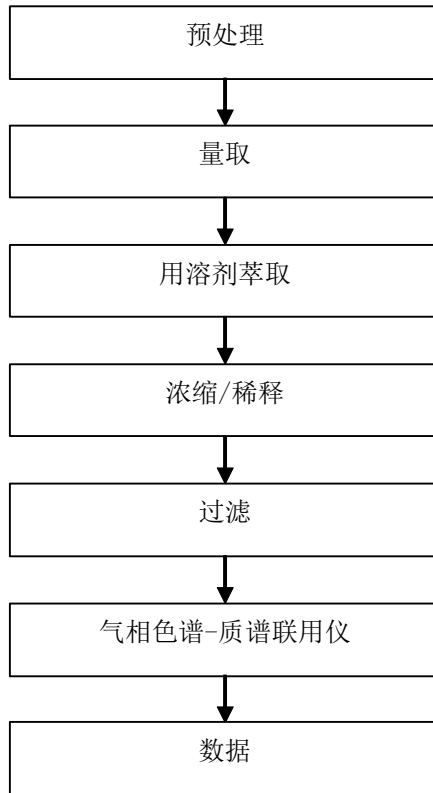 预处理
量取
用溶剂萃取
浓缩/稀释
过滤
气相色谱-质谱联用仪
数据